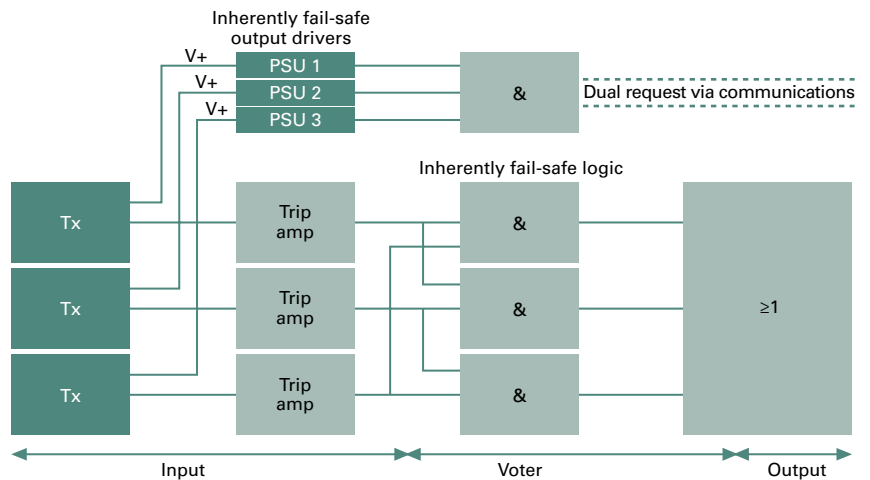 Inherently fail-safe
output drivers
V+
PSU 1
V+
PSU 2
V+
PSU 3
&
Dual request via communications
Inherently fail-safe logic
Tx
Trip
amp
&
Tx
Trip
amp
&
≥1
Tx
Trip
amp
&
Input
Voter
Output